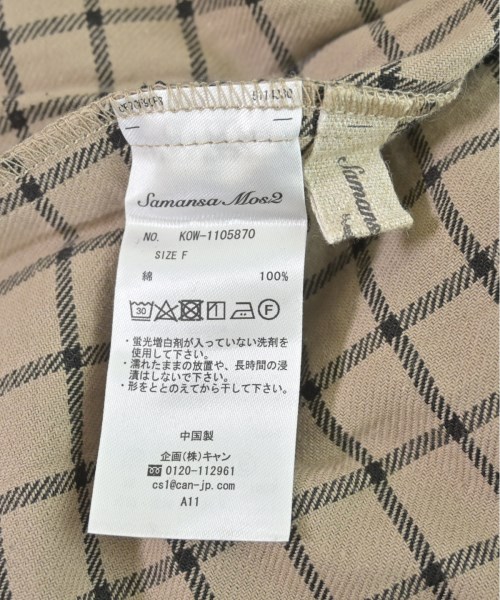 Samansa Mos2
Samansa
NO. KOW-1105870
SIZE F
綿 100%
30 F
・蛍光増白剤が入っていない洗剤を
使用して下さい。
・濡れたままの放置や、長時間の浸
漬はしないで下さい。
・形をととのえてから干して下さい。
中国製
企画(株)キャン
0120-112961
cs1@can-jp.com
A11